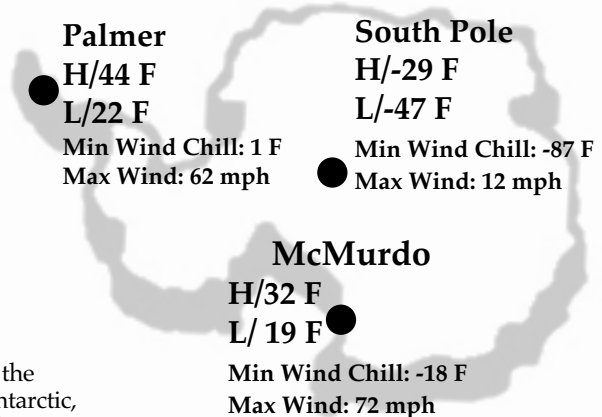 Palmer
H/44 F
L/22 F
Min Wind Chill: 1 F
Max Wind: 62 mph
South Pole
H/-29 F
L/-47 F
Min Wind Chill: -87 F
Max Wind: 12 mph
McMurdo
H/32 F
L/ 19 F
Min Wind Chill: -18 F
Max Wind: 72 mph
the
ntarctic,